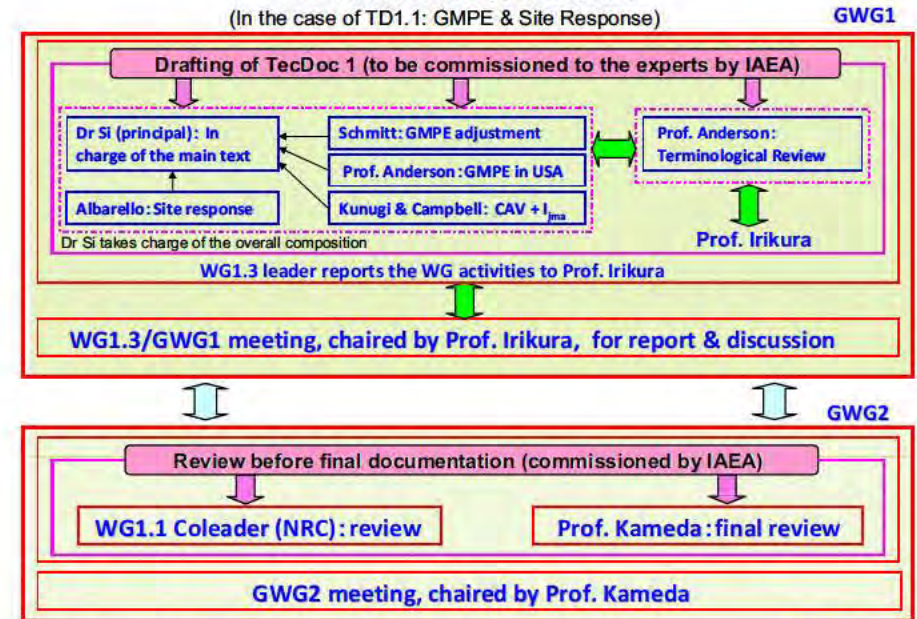 (In the case of TD1.1: GMPE & Site Response)
GWG1
Drafting of TecDoc 1 (to be commissioned to the experts by IAEA)
Dr Si (principal): In
charge of the main text
Schmitt: GMPE adjustment
Prof. Anderson:
Terminological Review
Prof. Anderson: GMPE in USA
Albarello: Site response
Kunugi & Campbell: CAV + Ijma
Dr Si takes charge of the overall composition
Prof. Irikura
WG1.3 leader reports the WG activities to Prof. Irikura
WG1.3/GWG1 meeting, chaired by Prof. Irikura, for report & discussion
GWG2
Review before final documentation (commissioned by IAEA)
WG1.1 Coleader (NRC): review
Prof. Kameda: final review
GWG2 meeting, chaired by Prof. Kameda